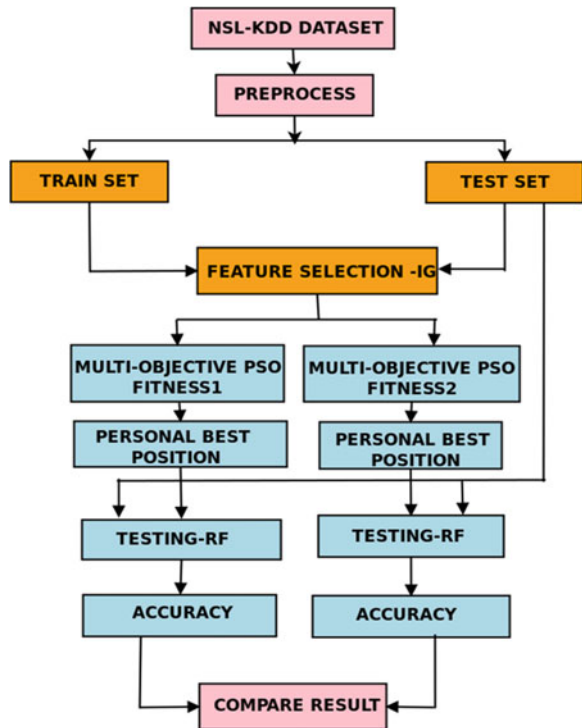 NSL-KDD DATASET
PREPROCESS
TRAIN SET
TEST SET
FEATURE SELECTION -IG
MULTI-OBJECTIVE PSO
FITNESS1
MULTI-OBJECTIVE PSO
FITNESS2
PERSONAL BEST
POSITION
PERSONAL BEST
POSITION
TESTING-RF
TESTING-RF
ACCURACY
ACCURACY
COMPARE RESULT